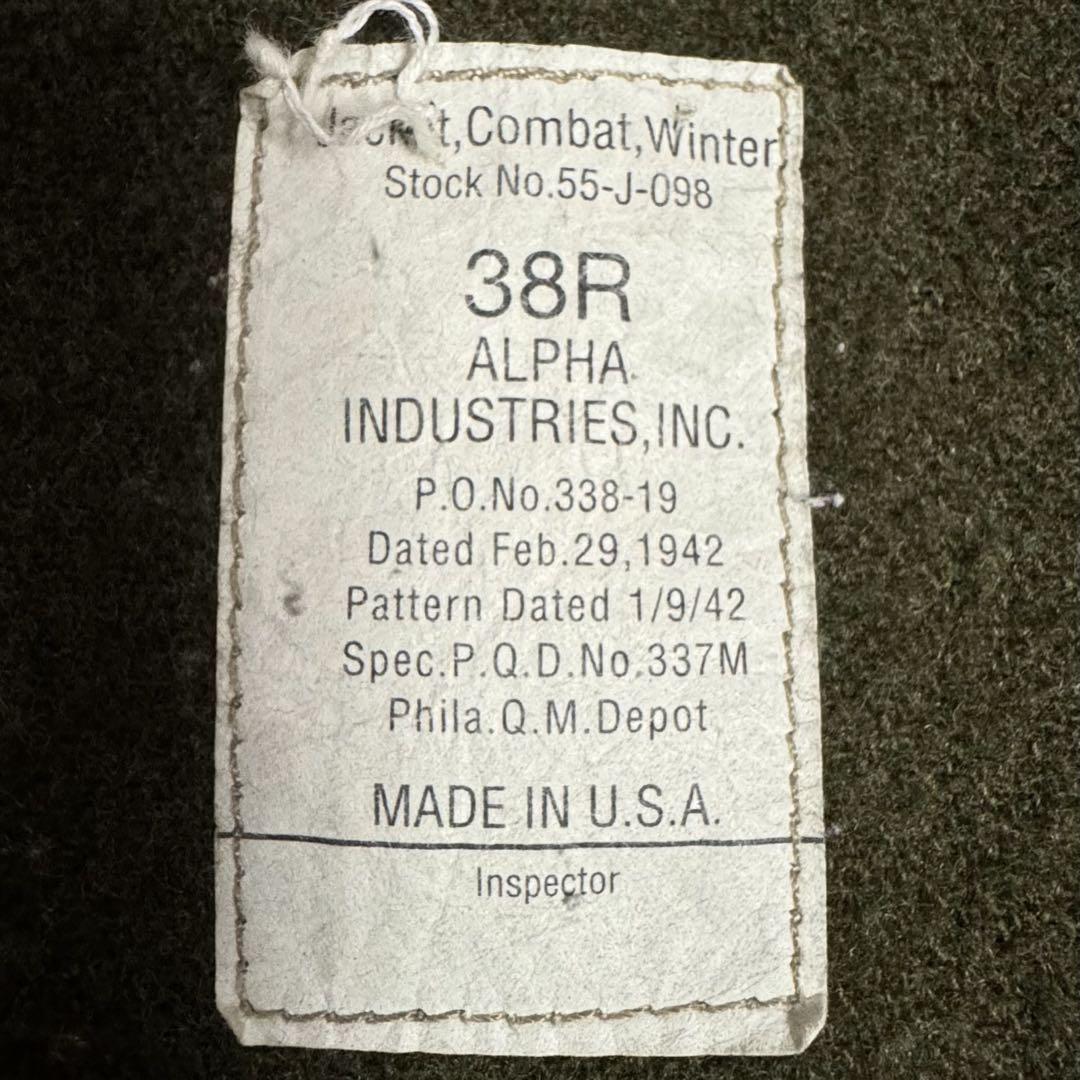 Jacket,Combat,Winter
Stock No.55-J-098
38R
ALPHA
INDUSTRIES,INC.
P.O.No.338-19
Dated Feb.29,1942
Pattern Dated 1/9/42
Spec.P.Q.D.No.337M
Phila.Q.M.Depot
MADE IN U.S.A.
Inspector